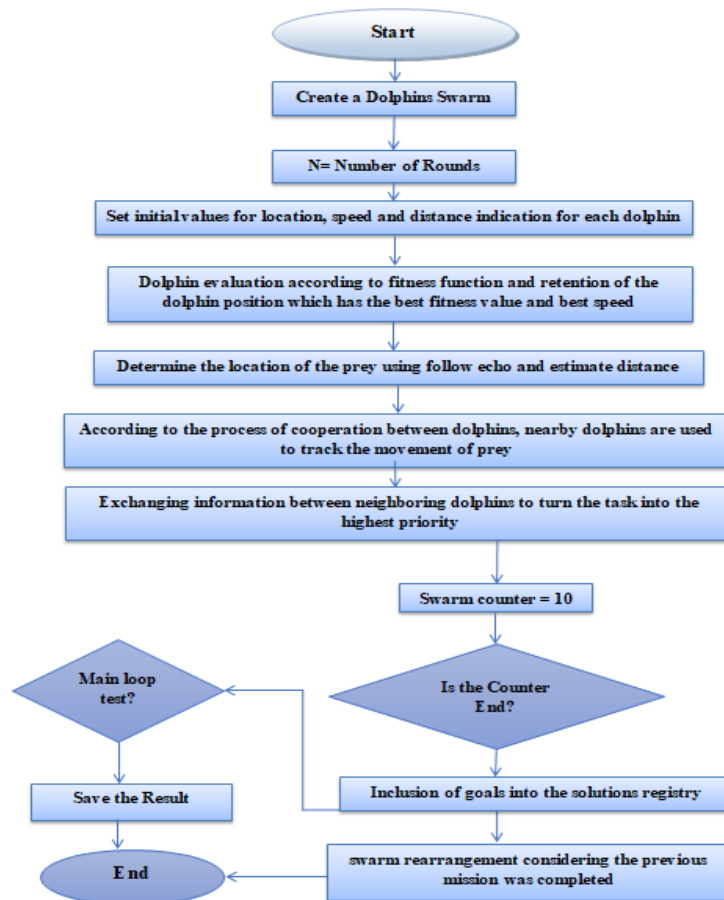 Start
Create a Dolphins Swarm
N= Number of Rounds
Set initial values for location, speed and distance indication for each dolphin
Dolphin evaluation according to fitness function and retention of the
dolphin position which has the best fitness value and best speed
Determine the location of the prey using follow echo and estimate distance
According to the process of cooperation between dolphins, nearby dolphins are used
to track the movement of prey
Exchanging information between neighboring dolphins to turn the task into the
highest priority
Swarm counter = 10
Is the Counter
End?
Main loop
test?
Inclusion of goals into the solutions registry
Save the Result
swarm rearrangement considering the previous
mission was completed
End